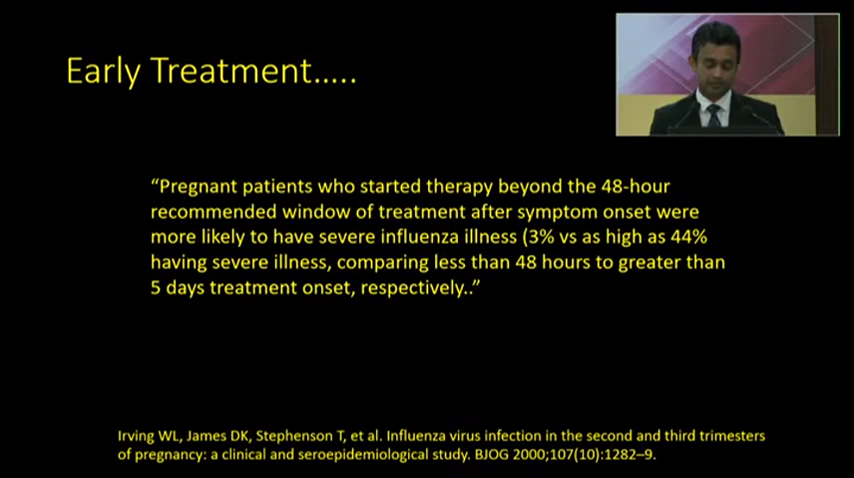 Early Treatment…..
“Pregnant patients who started therapy beyond the 48-hour
recommended window of treatment after symptom onset were
more likely to have severe influenza illness (3% vs as high as 44%
having severe illness, comparing less than 48 hours to greater than
5 days treatment onset, respectively..”
Irving WL, James DK, Stephenson T, et al. Influenza virus infection in the second and third trimesters
of pregnancy: a clinical and seroepidemiological study. BJOG 2000;107(10):1282–9.